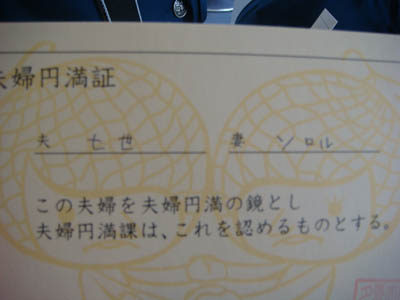 夫婦円満証
夫 七世 妻 ソロル
この夫婦を夫婦円満の鏡とし
夫婦円満課は、これを認めるものとする。